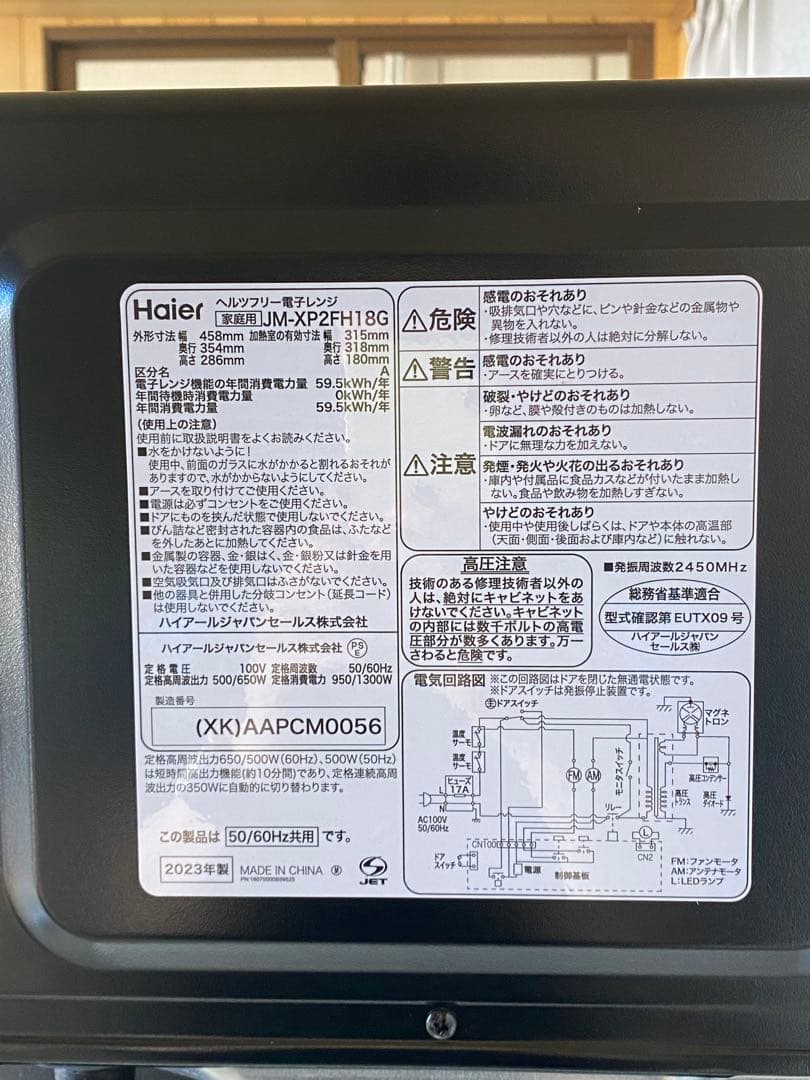 Haier ヘルツフリー電子レンジ
家庭用 JM-XP2FH18G
外形寸法 幅 458mm 加熱室の有効寸法 幅 315mm
奥行 354mm 奥行 318mm
高さ 286mm 高さ 180mm
区分名 A
電子レンジ機能の年間消費電力量 59.5kWh/年
年間待機時消費電力量 0kWh/年
年間消費電力量 59.5kWh/年
(使用上の注意)
使用前に取扱説明書をよくお読みください。
■水をかけないように!
使用中、前面のガラスに水がかかると割れるおそれが
ありますので、水がかからないようにしてください。
■アースを取り付けてご使用ください。
■電源は必ずコンセントをご使用ください。
■ドアにものを挟んだ状態で使用しないでください。
■びん詰など密封された容器内の食品は、ふたなど
を外したあとに加熱してください。
■金属製の容器、金・銀はく、金・銀粉又は針金を用
いた容器などを使用しないでください。
■空気吸気口及び排気口はふさがないでください。
■他の器具と併用した分岐コンセント(延長コード)
は使用しないでください。
ハイアールジャパンセールス株式会社
ハイアールジャパンセールス株式会社 PSE
定格電圧 100V 定格周波数 50/60Hz
定格高周波出力 500/650W 定格消費電力 950/1300W
製造番号
(XK)AAPCM0056
定格高周波出力650/500W(60Hz)、500W(50Hz)
は短時間高出力機能(約10分間)であり、定格連続高周
波出力の350Wに自動的に切り替わります。
この製品は 50/60Hz共用 です。
2023年製 MADE IN CHINA Ⓜ JET
⚠危険
感電のおそれあり
・吸排気口や穴などに、ピンや針金などの金属物や
異物を入れない。
・修理技術者以外の人は絶対に分解しない。
⚠警告
感電のおそれあり
・アースを確実にとりつける。
⚠注意
破裂・やけどのおそれあり
・卵など、膜や殻付きのものは加熱しない。
電波漏れのおそれあり
・ドアに無理な力を加えない。
発煙・発火や火花の出るおそれあり
・庫内や付属品に食品カスなどが付いたまま加熱し
ない。食品や飲み物を加熱しすぎない。
やけどのおそれあり
・使用中や使用後しばらくは、ドアや本体の高温部
(天面・側面・後面および庫内など)に触れない。
高圧注意
技術のある修理技術者以外の
人は、絶対にキャビネットをあ
けないでください。キャビネット
の内部には数千ボルトの高電
圧部分が数多くあります。万一
さわると危険です。
■発振周波数2450MHz
総務省基準適合
型式確認第EUTX09号
ハイアールジャパン
セールス㈱
電気回路図 ※この回路図はドアを閉じた無通電状態です。
※ドアスイッチは発振停止装置です。
主ドアスイッチ
温度
サーモ
温度
サーモ
ヒューズ
17A
L
N
AC100V
50/60Hz
FM AM
モニタスイッチ
リレー
マグネ
トロン
高圧コンデンサー
高圧
トランス
高圧
ダイオード
CN100
ドア
スイッチ
電源
制御基板
L
CN2
FM:ファンモータ
AM:アンテナモータ
L:LEDランプ